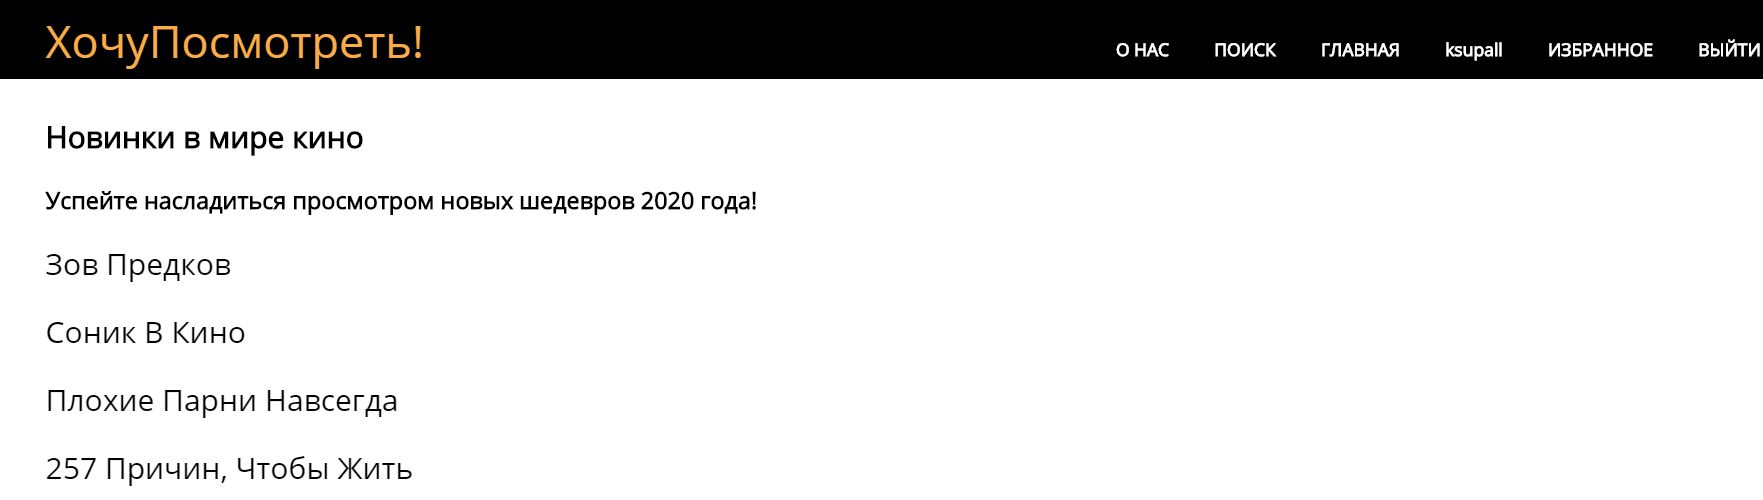 ХочуПосмотреть!
О НАС ПОИСК ГЛАВНАЯ ksupall ИЗБРАННОЕ ВЫЙТИ
Новинки в мире кино
Успейте насладиться просмотром новых шедевров 2020 года!
Зов Предков
Соник В Кино
Плохие Парни Навсегда
257 Причин, Чтобы Жить